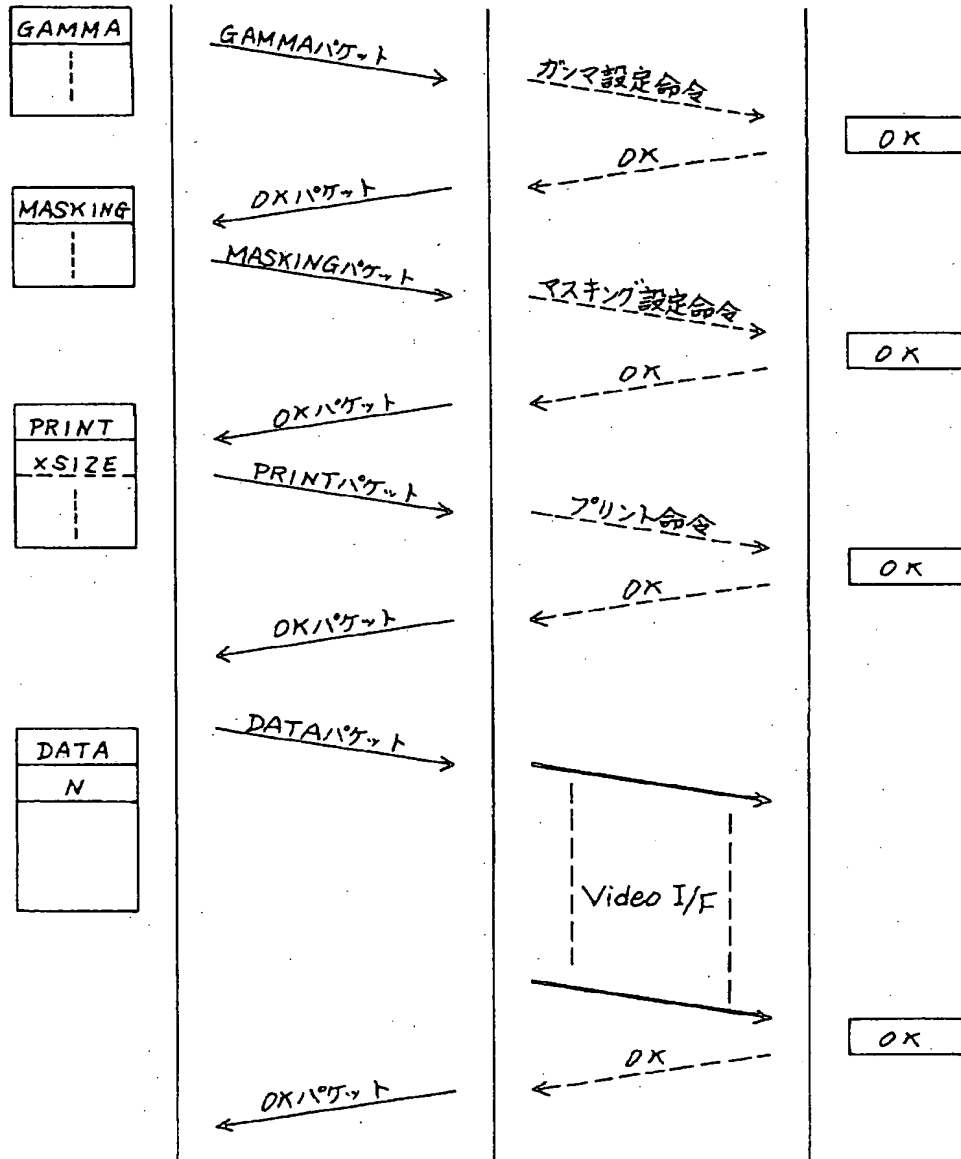 GAMMA
GAMMAパケット
ガンマ設定命令
OK
OK
OKパケット
MASKING
MASKINGパケット
マスキング設定命令
OK
OK
OKパケット
PRINT
XSIZE
PRINTパケット
プリント命令
OK
OK
OKパケット
DATA
N
DATAパケット
Video I/F
OK
OK
OKパケット